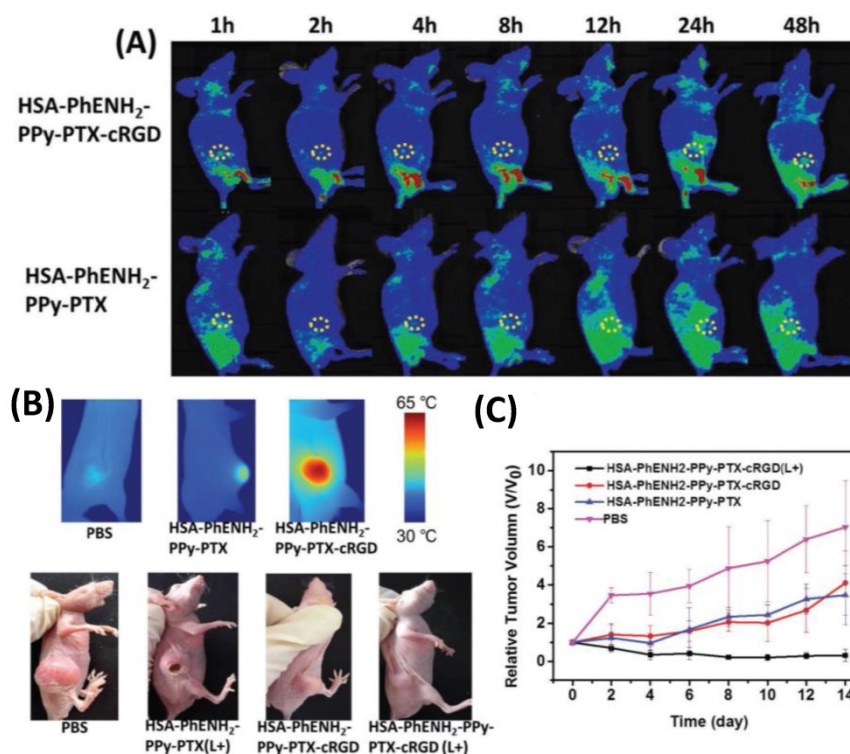 (A)
1h 2h 4h 8h 12h 24h 48h
HSA-PhENH₂-
PPy-PTX-cRGD
HSA-PhENH₂-
PPy-PTX
(B)
65 °C
30 °C
PBS
HSA-PhENH₂-
PPy-PTX
HSA-PhENH₂-
PPy-PTX-cRGD
PBS
HSA-PhENH₂-
PPy-PTX(L+)
HSA-PhENH₂-
PPy-PTX-cRGD
HSA-PhENH₂-PPy-
PTX-cRGD (L+)
(C)
Relative Tumor Volumn (V/V₀)
10
8
6
4
2
0
HSA-PhENH2-PPy-PTX-cRGD(L+)
HSA-PhENH2-PPy-PTX-cRGD
HSA-PhENH2-PPy-PTX
PBS
0 2 4 6 8 10 12 14
Time (day)